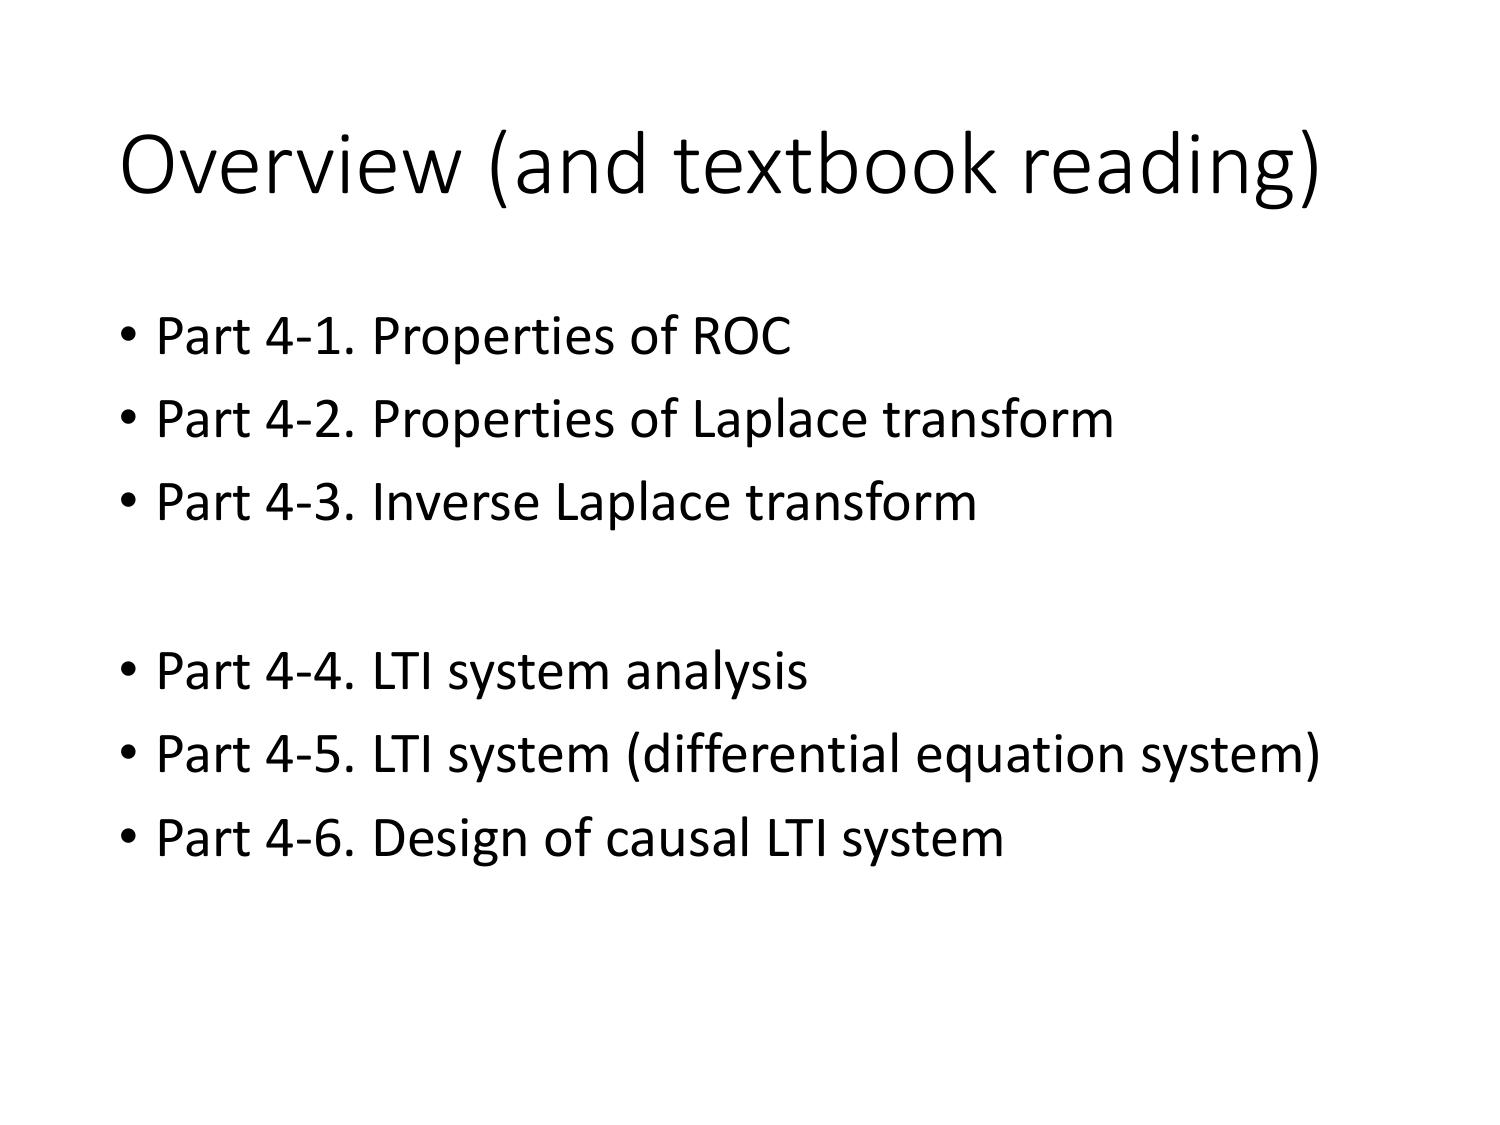 Overview (and textbook reading)
• Part 4-1. Properties of ROC
• Part 4-2. Properties of Laplace transform
• Part 4-3. Inverse Laplace transform
• Part 4-4. LTI system analysis
• Part 4-5. LTI system (differential equation system)
• Part 4-6. Design of causal LTI system